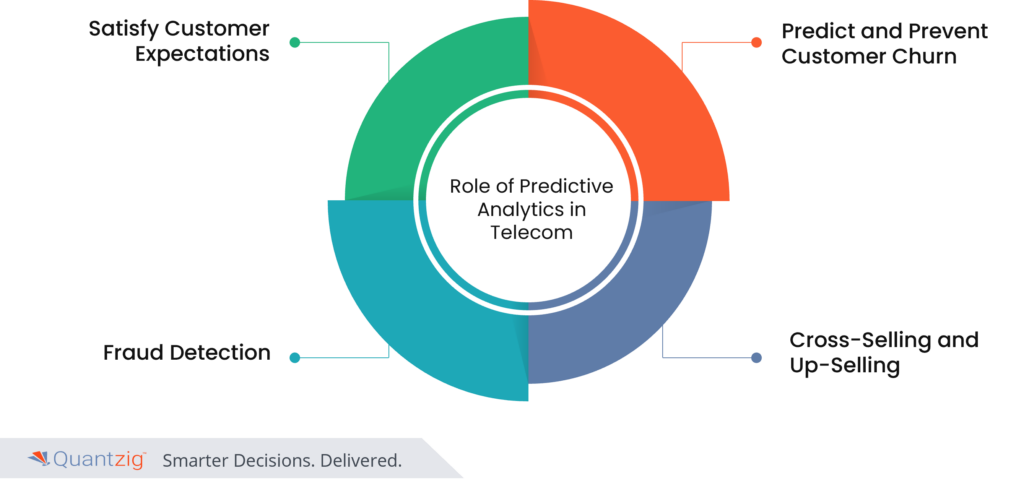 Satisfy Customer
Expectations
Predict and Prevent
Customer Churn
Role of Predictive
Analytics in
Telecom
Fraud Detection
Cross-Selling and
Up-Selling
Quantzig™ Smarter Decisions. Delivered.